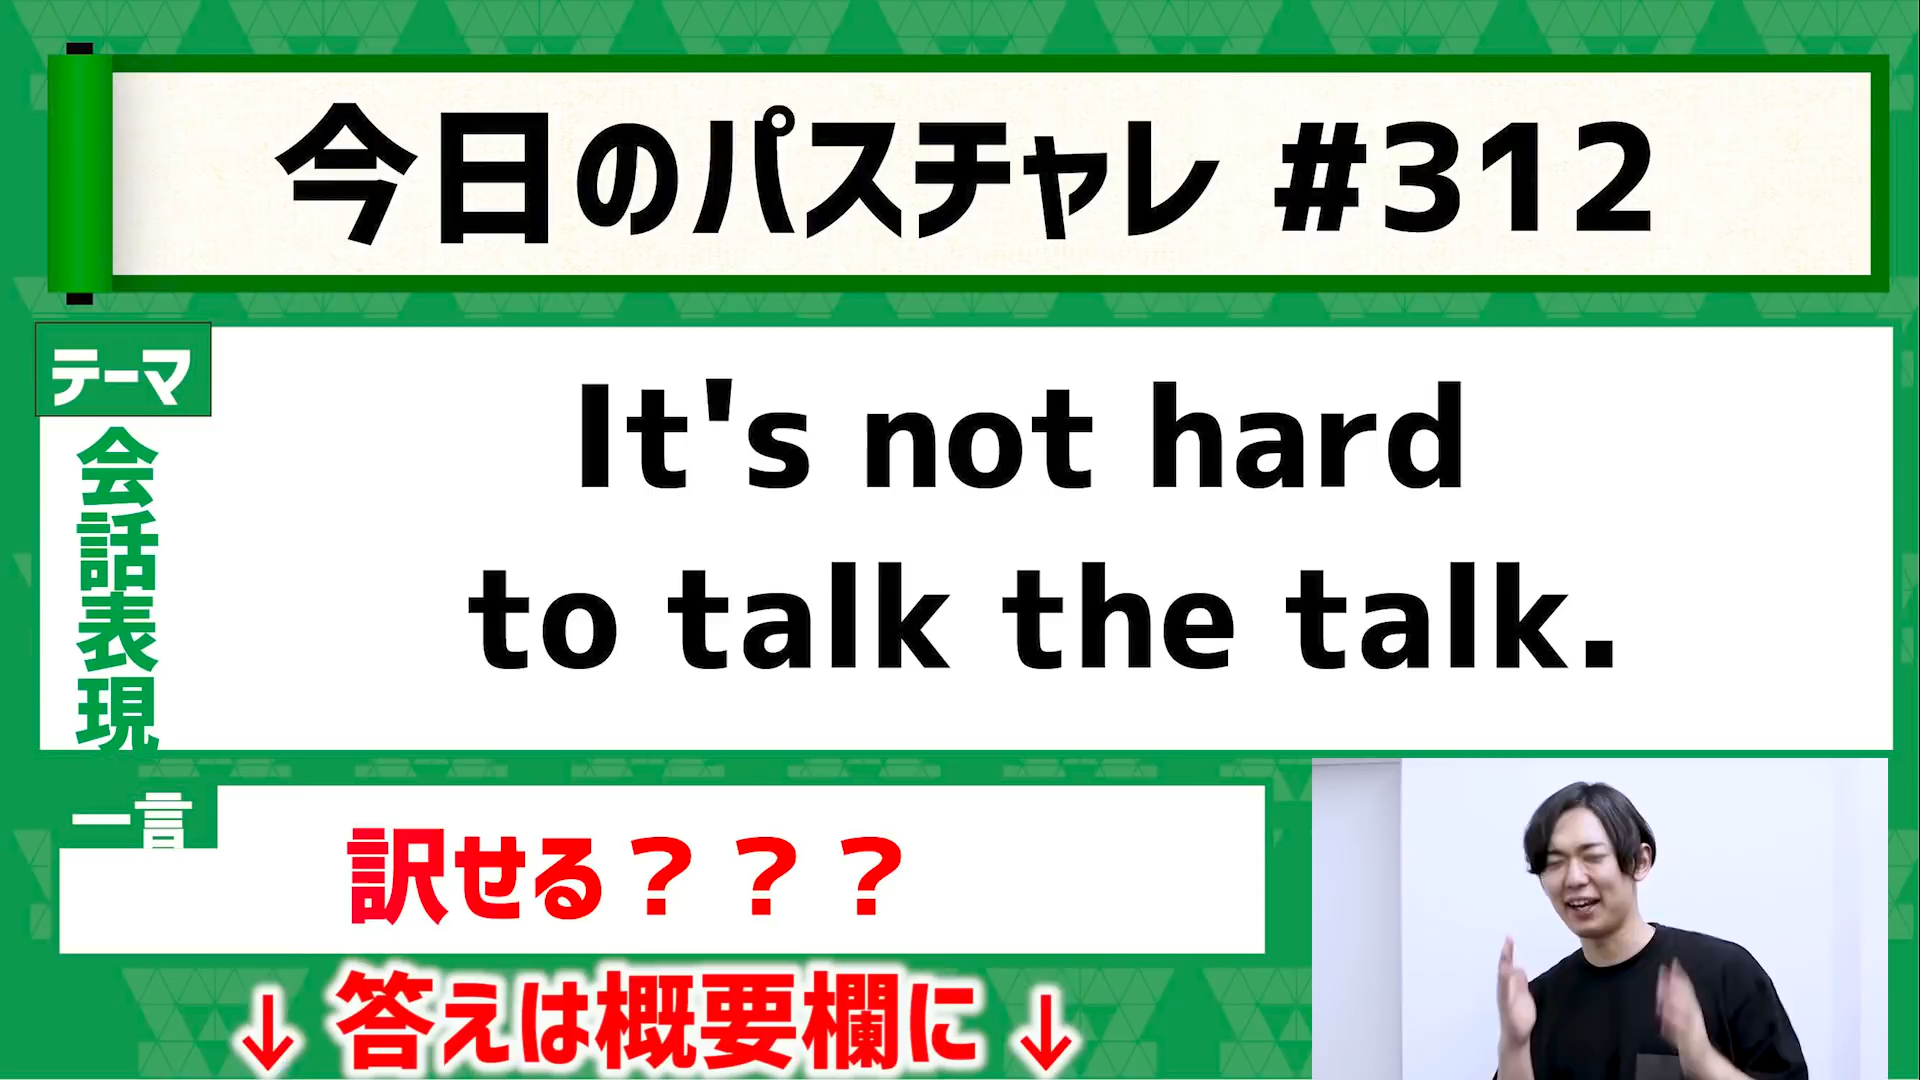 今日のパスチャレ #312
テーマ
会話表現
It's not hard
to talk the talk.
一言
訳せる？？？
↓ 答えは概要欄に ↓